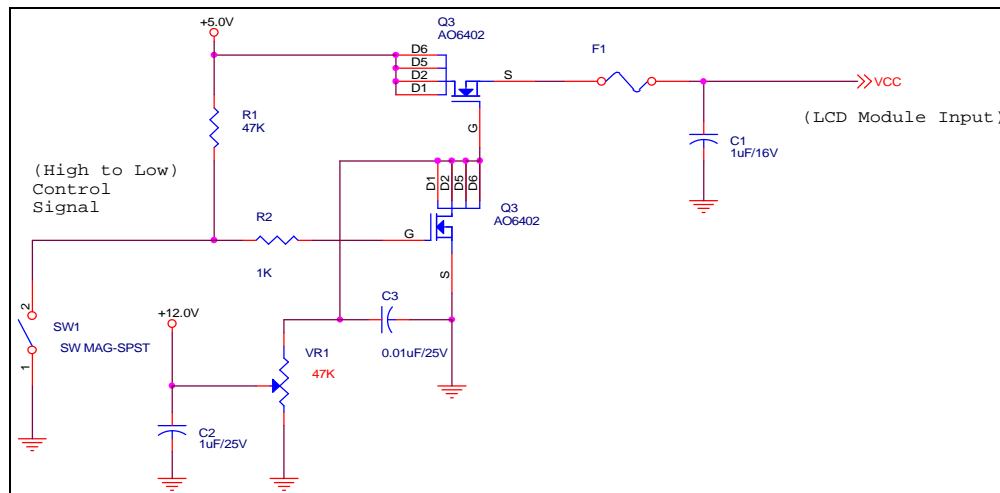 +5.0V
Q3
AO6402
D6
D5
D2
D1
S
G
F1
VCC
(LCD Module Input)
C1
1uF/16V
R1
47K
(High to Low)
Control
Signal
D1
D2
D5
D6
Q3
AO6402
R2
1K
G
S
2
SW1
SW MAG-SPST
1
+12.0V
C3
0.01uF/25V
VR1
47K
C2
1uF/25V